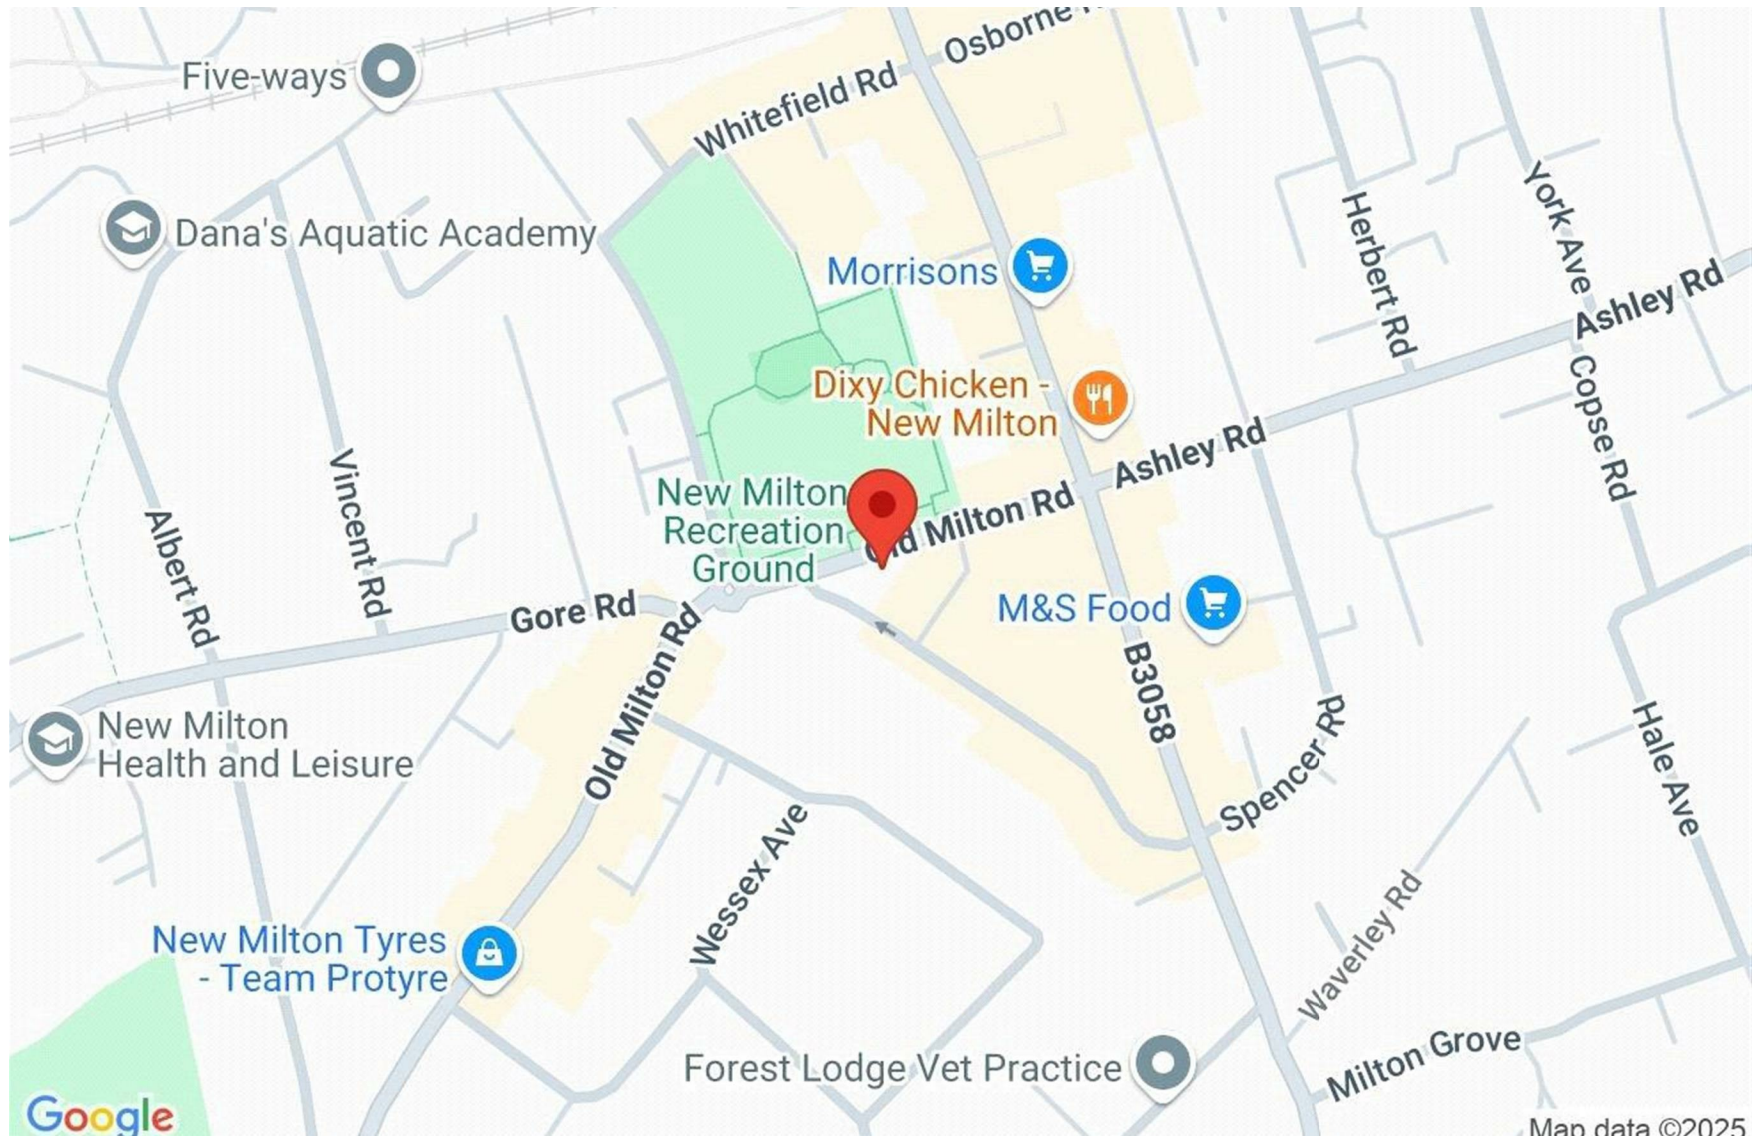 Osborne
Five-ways
Whitefield Rd
Dana's Aquatic Academy
Morrisons
Herbert Rd
York Ave
Ashley Rd
Dixy Chicken -
New Milton
Copse Rd
Ashley Rd
Vincent Rd
New Milton
Recreation
Ground
Old Milton Rd
Albert Rd
Gore Rd
M&S Food
Old Milton Rd
B3058
New Milton
Health and Leisure
Spencer Rd
Hale Ave
Wessex Ave
Waverley Rd
New Milton Tyres
- Team Protyre
Forest Lodge Vet Practice
Milton Grove
Google
Map data ©2025